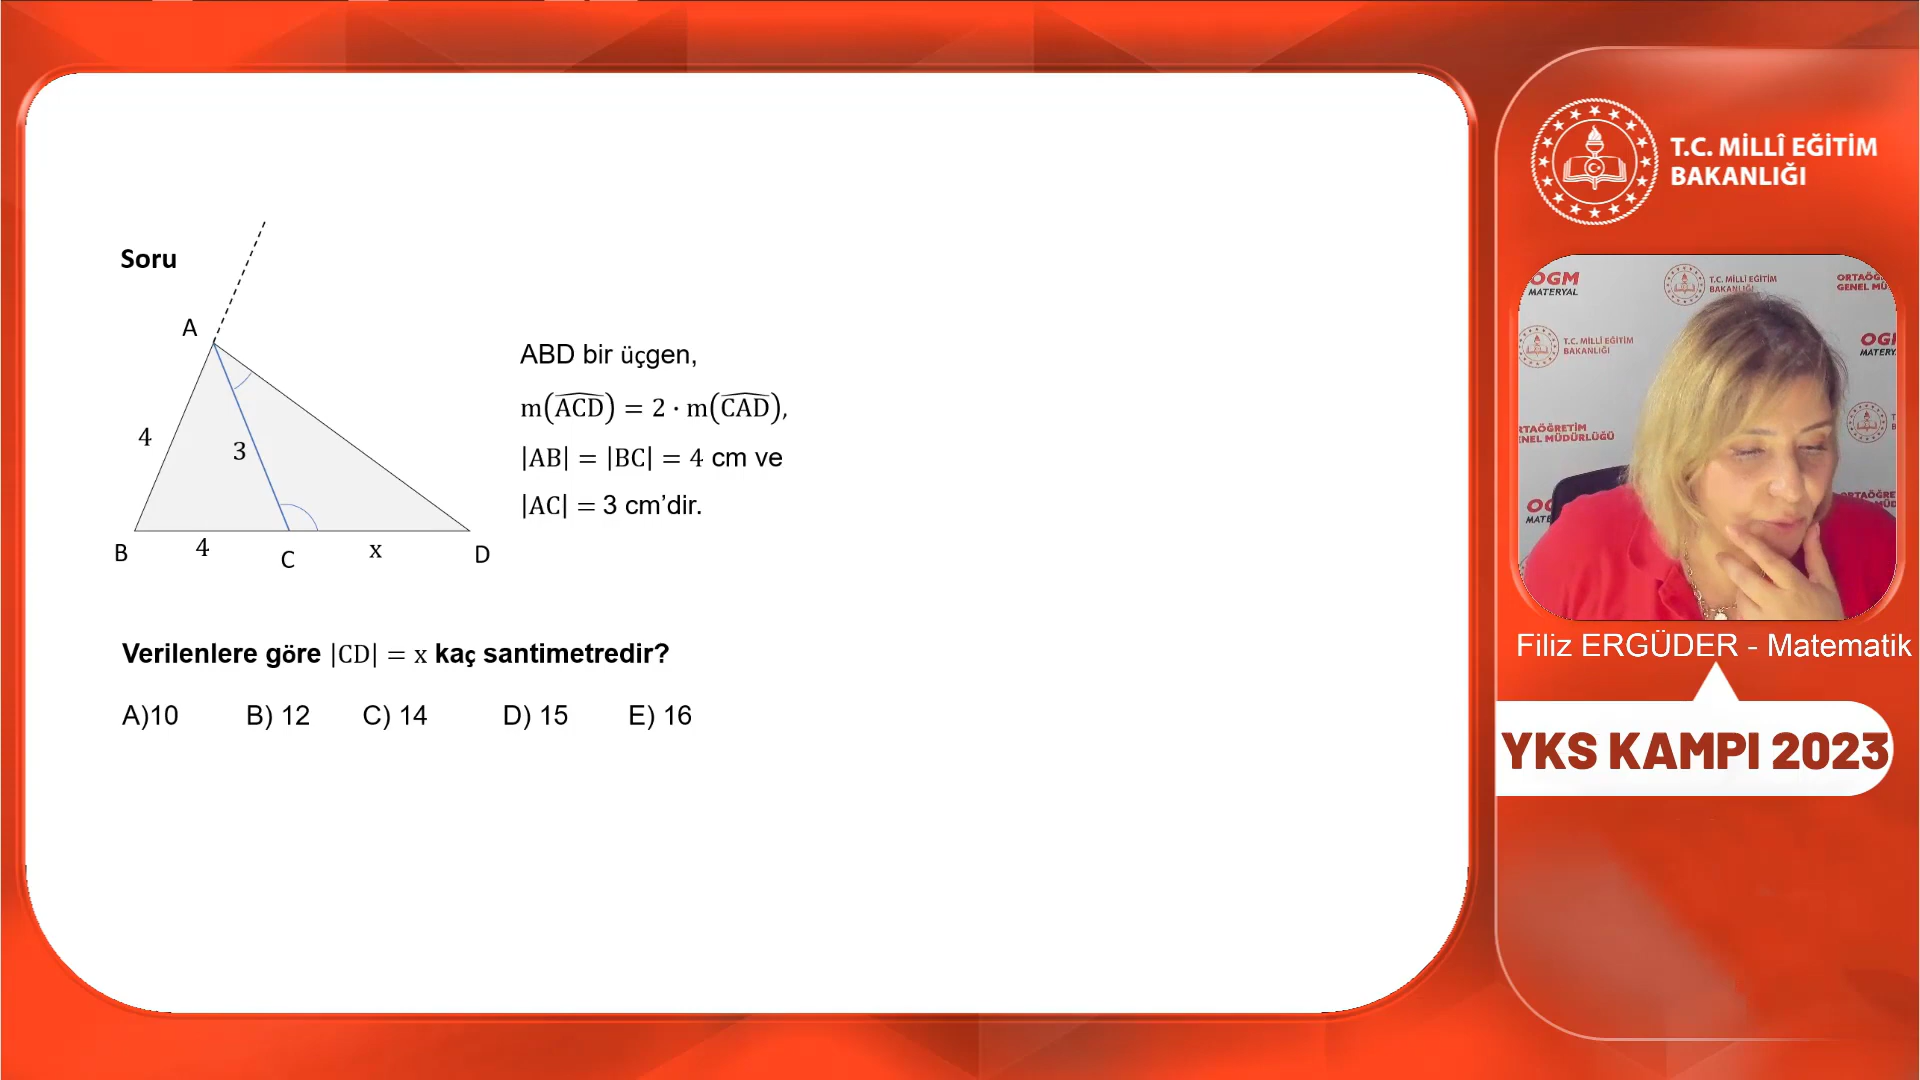 Soru
A
4
3
B
4
C
x
D
ABD bir üçgen,
m(ACD) = 2 · m(CAD),
|AB| = |BC| = 4 cm ve
|AC| = 3 cm’dir.
Verilenlere göre |CD| = x kaç santimetredir?
A)10 B) 12 C) 14 D) 15 E) 16
T.C. MİLLÎ EĞİTİM
BAKANLIĞI
OGM
MATERYAL
T.C. MİLLÎ EĞİTİM
BAKANLIĞI
T.C. MİLLÎ EĞİTİM
BAKANLIĞI
Filiz ERGÜDER - Matematik
YKS KAMPI 2023